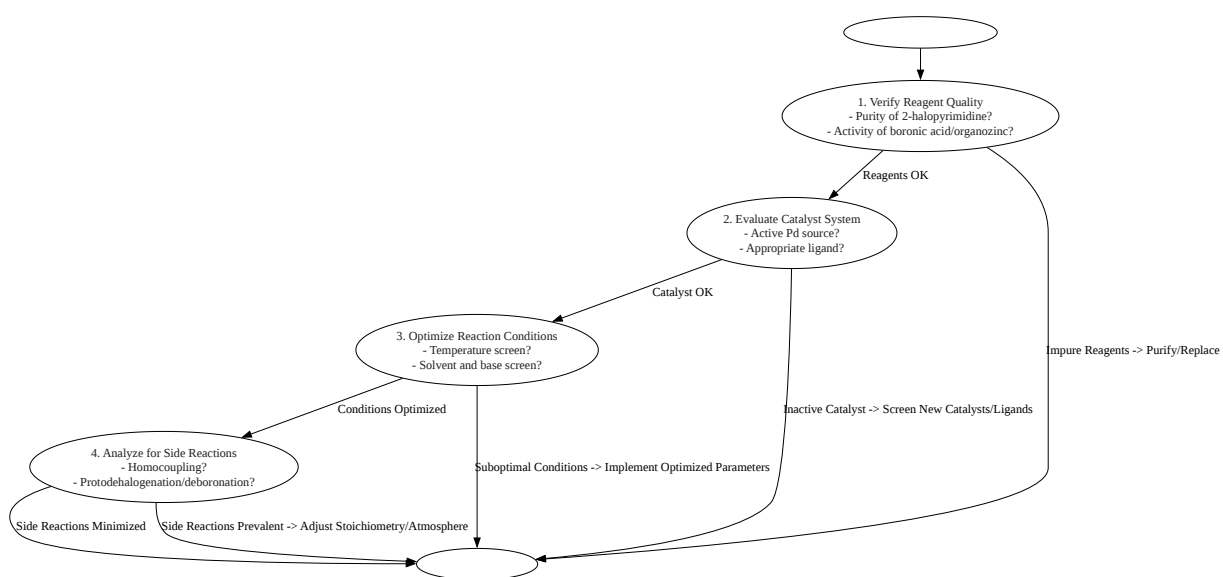 1. Verify Reagent Quality
- Purity of 2-halopyrimidine?
- Activity of boronic acid/organozinc?
Reagents OK
2. Evaluate Catalyst System
- Active Pd source?
- Appropriate ligand?
Catalyst OK
3. Optimize Reaction Conditions
- Temperature screen?
- Solvent and base screen?
Impure Reagents -> Purify/Replace
Conditions Optimized
Inactive Catalyst -> Screen New Catalysts/Ligands
4. Analyze for Side Reactions
- Homocoupling?
- Protodehalogenation/deboronation?
Suboptimal Conditions -> Implement Optimized Parameters
Side Reactions Minimized
Side Reactions Prevalent -> Adjust Stoichiometry/Atmosphere